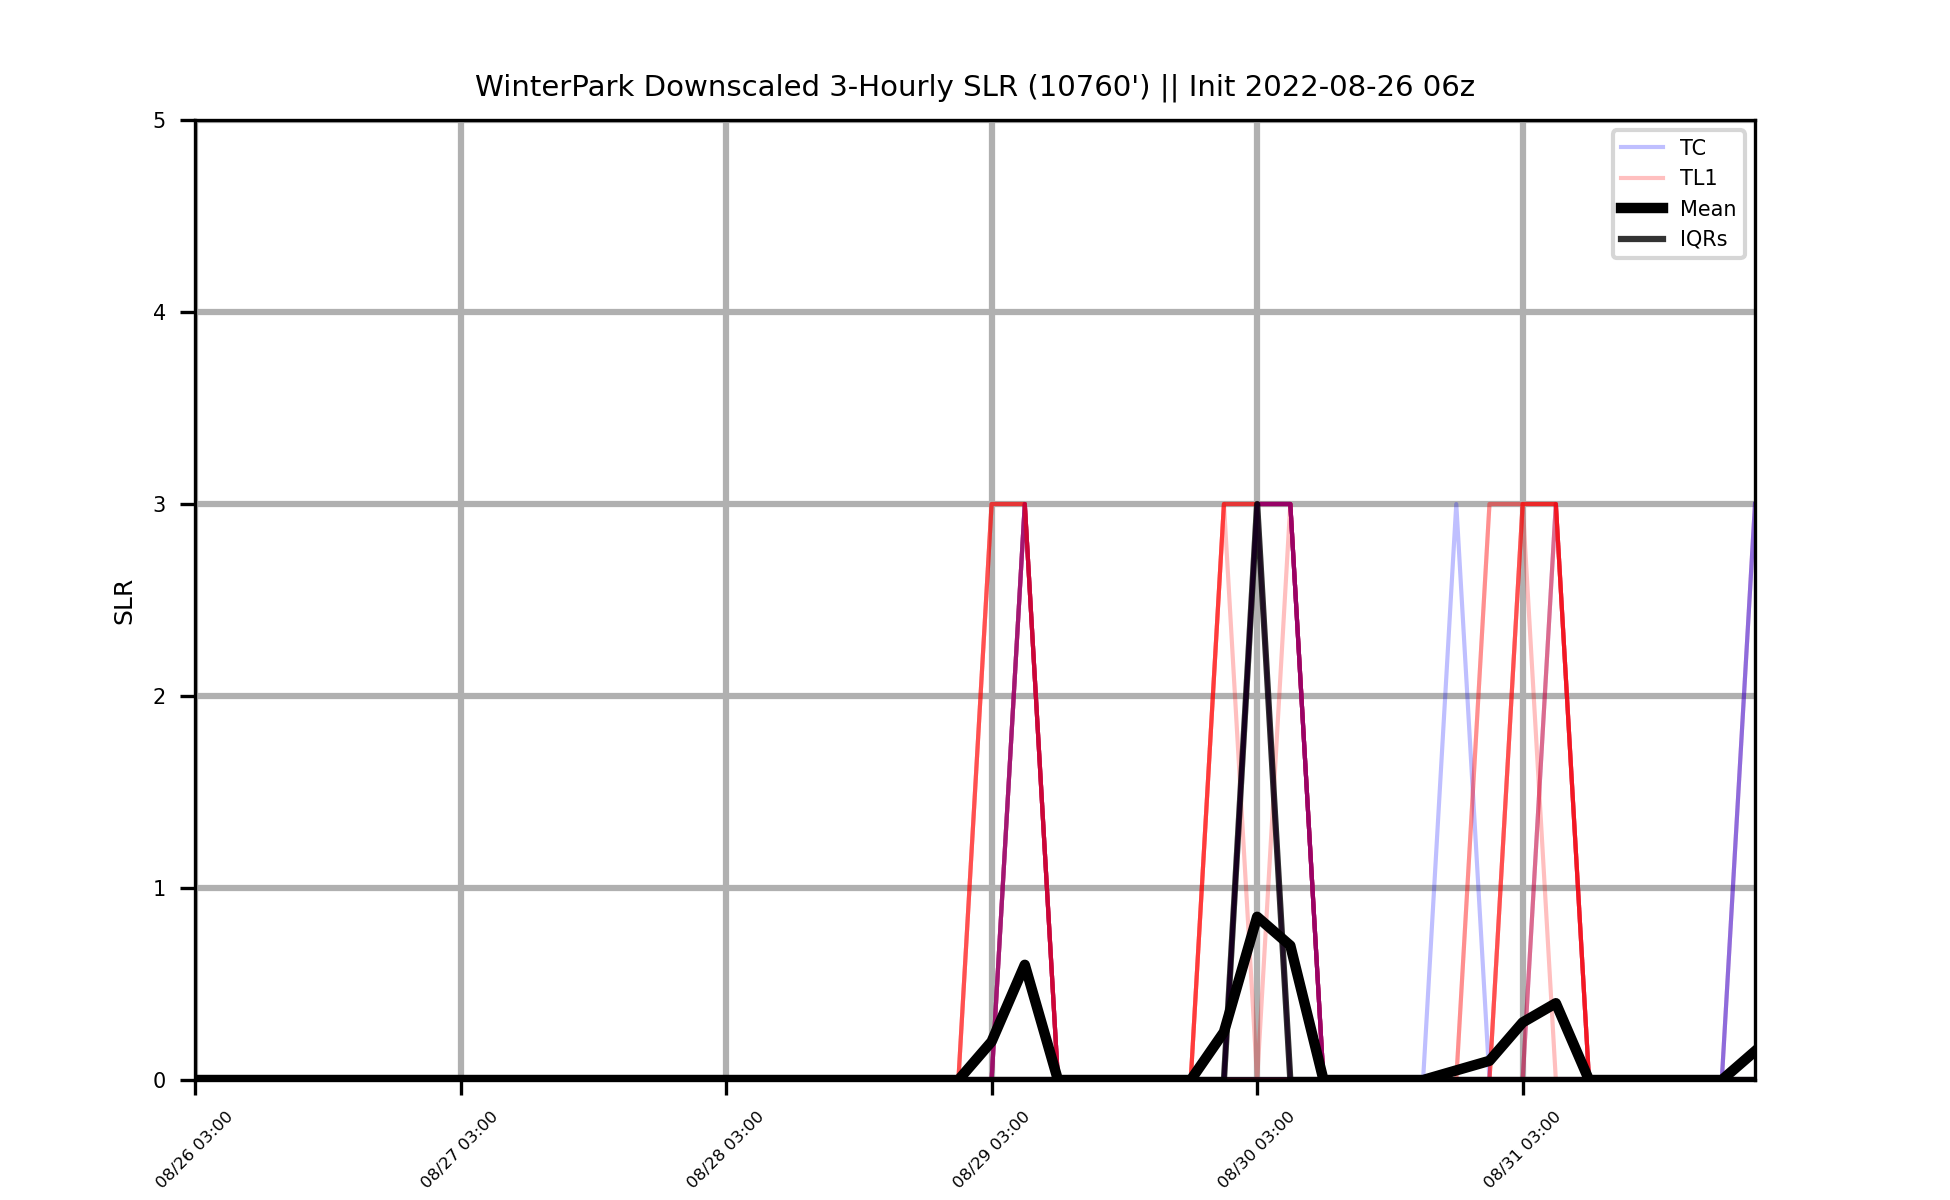 WinterPark Downscaled 3-Hourly SLR (10760') || Init 2022-08-26 06z
5
4
3
2
1
0
SLR
TC
TL1
Mean
IQRs
08/26 03:00
08/27 03:00
08/28 03:00
08/29 03:00
08/30 03:00
08/31 03:00